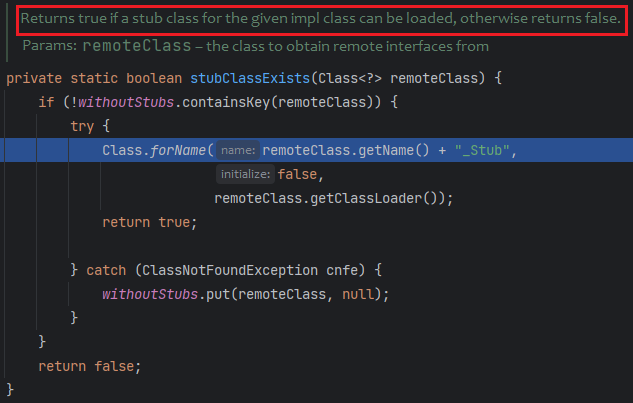 Returns true if a stub class for the given impl class can be loaded, otherwise returns false.
Params: remoteClass – the class to obtain remote interfaces from
private static boolean stubClassExists(Class<?> remoteClass) {
    if (!withoutStubs.containsKey(remoteClass)) {
        try {
            Class.forName( name: remoteClass.getName() + "_Stub",
                           initialize: false,
                           remoteClass.getClassLoader());
            return true;
        } catch (ClassNotFoundException cnfe) {
            withoutStubs.put(remoteClass, null);
        }
    }
    return false;
}